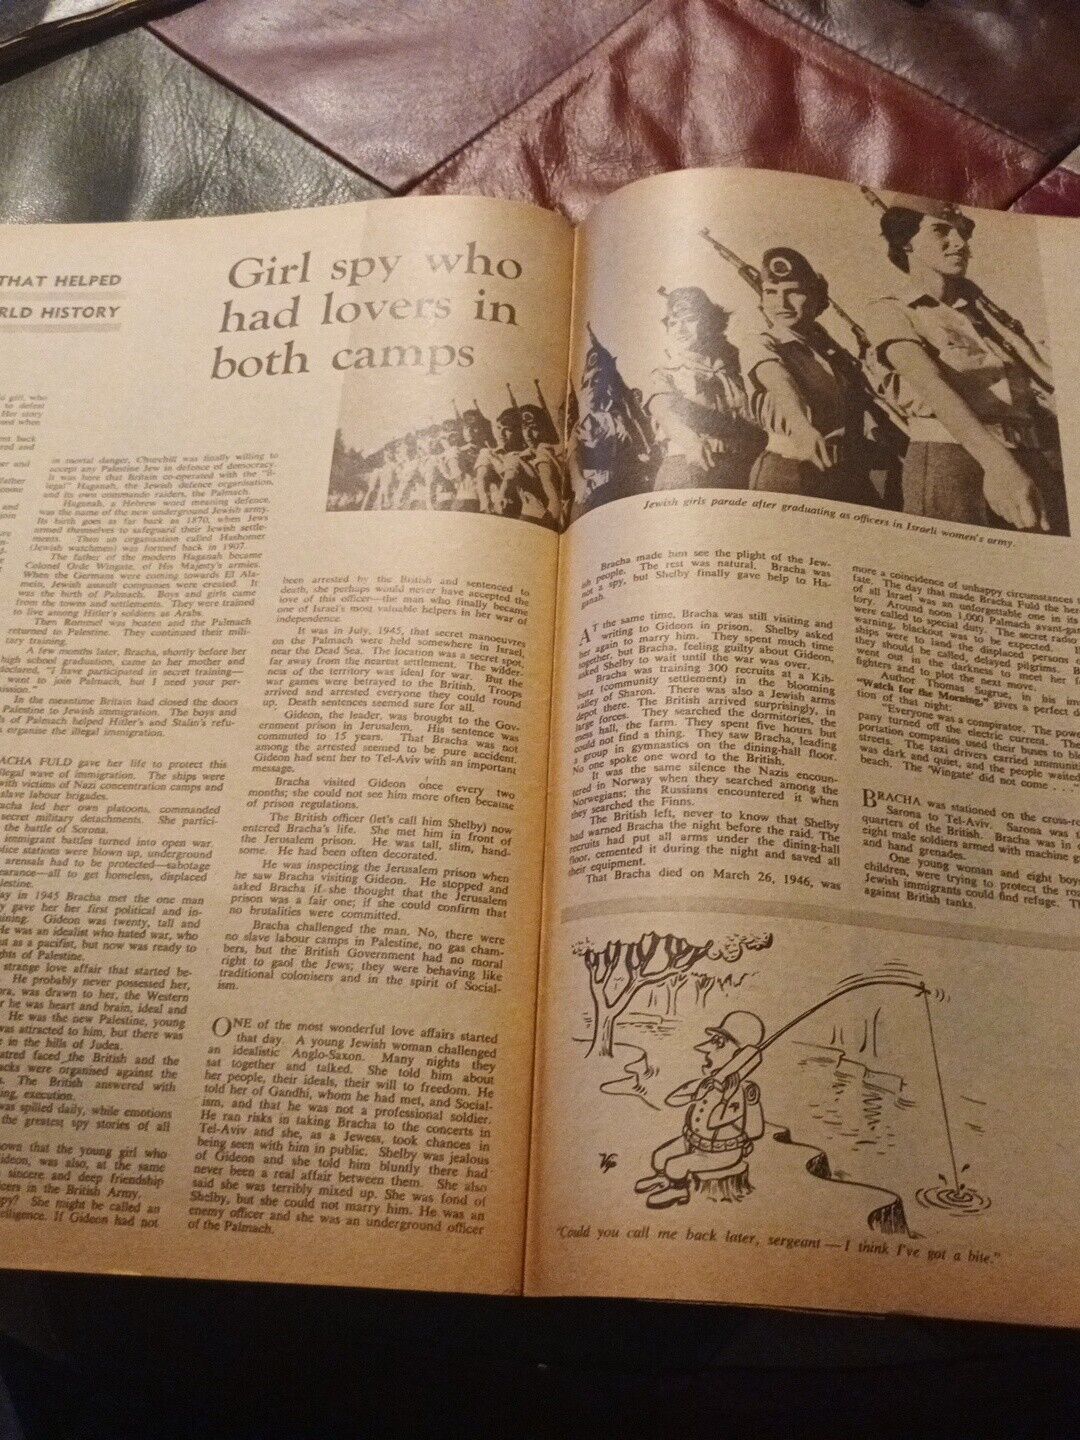 THAT HELPED
RLD HISTORY
Girl spy who
had lovers in
both camps
girl, who
to defeat
Her story
when
back
red and
her and
father
come
and
in mortal danger, Churchill was finally willing to
accept any Palestine Jew in defence of democracy.
It was here that Britain co-operated with the "il-
legal" Haganah, the Jewish defence organisation,
and its own commando raiders, the Palmach.
Haganah, a Hebrew word meaning defence,
was the name of the new underground Jewish army.
Its birth goes as far back as 1870, when Jews
armed themselves to safeguard their Jewish settle-
ments. Then an organisation called Hashomer
(Jewish watchmen) was formed back in 1907.
The father of the modern Haganah became
Colonel Orde Wingate, of His Majesty's armies.
When the Germans were coming towards El Ala-
mein, Jewish assault companies were created. It
was the birth of Palmach. Boys and girls came
from the towns and settlements. They were trained
to live among Hitler's soldiers as Arabs.
Then Rommel was beaten and the Palmach
returned to Palestine. They continued their mili-
tary training.
A few months later, Bracha, shortly before her
high school graduation, came to her mother and
declared, "I have participated in secret training—
want to join Palmach, but I need your per-
mission."
In the meantime Britain had closed the doors
Palestine to Jewish immigration. The boys and
ls of Palmach helped Hitler's and Stalin's refu-
organise the illegal immigration.
ACHA FULD gave her life to protect this
llegal wave of immigration. The ships were
with victims of Nazi concentration camps and
slave labour brigades.
acha led her own platoons, commanded
secret military detachments. She partici-
the battle of Sorona.
immigrant battles turned into open war.
lice stations were blown up, underground
arsenals had to be protected—sabotage
earance—all to get homeless, displaced
lestine.
ay in 1945 Bracha met the one man
y gave her her first political and in-
ining. Gideon was twenty, tall and
He was an idealist who hated war, who
ut as a pacifist, but now was ready to
ghts of Palestine.
strange love affair that started be-
He probably never possessed her,
ora, was drawn to her, the Western
r he was heart and brain, ideal and
He was the new Palestine, young
was attracted to him, but there was
e in the hills of Judea.
atred faced the British and the
acks were organised against the
s. The British answered with
ing, execution.
was spilled daily, while emotions
the greatest spy stories of all
own that the young girl who
ideon, was also, at the same
sincere and deep friendship
icers in the British Army.
spy? She might be called an
elligence. If Gideon had not
been arrested by the British and sentenced to
death, she perhaps would never have accepted the
love of this officer—the man who finally became
one of Israel's most valuable helpers in her war of
independence.
It was in July, 1945, that secret manoeuvres
on the Palmach were held somewhere in Israel,
near the Dead Sea. The location was a secret spot,
far away from the nearest settlement. The wilder-
ness of the territory was ideal for war. But the
war games were betrayed to the British. Troops
arrived and arrested everyone they could round
up. Death sentences seemed sure for all.
Gideon, the leader, was brought to the Gov-
ernment prison in Jerusalem. His sentence was
commuted to 15 years. That Bracha was not
among the arrested seemed to be pure accident.
Gideon had sent her to Tel-Aviv with an important
message.
Bracha visited Gideon once every two
months; she could not see him more often because
of prison regulations.
The British officer (let's call him Shelby) now
entered Bracha's life. She met him in front of
the Jerusalem prison. He was tall, slim, hand-
some. He had been often decorated.
He was inspecting the Jerusalem prison when
he saw Bracha visiting Gideon. He stopped and
asked Bracha if she thought that the Jerusalem
prison was a fair one; if she could confirm that
no brutalities were committed.
Bracha challenged the man. No, there were
no slave labour camps in Palestine, no gas cham-
bers, but the British Government had no moral
right to gaol the Jews; they were behaving like
traditional colonisers and in the spirit of Social-
ism.
ONE of the most wonderful love affairs started
that day. A young Jewish woman challenged
an idealistic Anglo-Saxon. Many nights they
sat together and talked. She told him about
her people, their ideals, their will to freedom. He
told her of Gandhi, whom he had met, and Social-
ism, and that he was not a professional soldier.
He ran risks in taking Bracha to the concerts in
Tel-Aviv and she, as a Jewess, took chances in
being seen with him in public. Shelby was jealous
of Gideon and she told him bluntly there had
never been a real affair between them. She also
said she was terribly mixed up. She was fond of
Shelby, but she could not marry him. He was an
enemy officer and she was an underground officer
of the Palmach.
Jewish girls parade after graduating as officers in Israeli women's army.
Bracha made him see the plight of the Jew-
ish people. The rest was natural. Bracha was
not a spy, but Shelby finally gave help to Ha-
ganah.
AT the same time, Bracha was still visiting and
writing to Gideon in prison. Shelby asked
her again to marry him. They spent much time
together, but Bracha, feeling guilty about Gideon,
asked Shelby to wait until the war was over.
Bracha was training 300 recruits at a Kib-
butz (community settlement) in the blooming
valley of Sharon. There was also a Jewish arms
depot there. The British arrived surprisingly, in
large forces. They searched the dormitories, the
mess hall, the farm. They spent five hours but
could not find a thing. They saw Bracha, leading
a group in gymnastics on the dining-hall floor.
No one spoke one word to the British.
It was the same silence the Nazis encoun-
tered in Norway when they searched among the
Norwegians; the Russians encountered it when
they searched the Finns.
The British left, never to know that Shelby
had warned Bracha the night before the raid. The
recruits had put all arms under the dining-hall
floor, cemented it during the night and saved all
their equipment.
That Bracha died on March 26, 1946, was
more a coincidence of unhappy circumstances
fate. The day that made Bracha Fuld the her
of all Israel was an unforgettable one in its
tory. Around noon 1,000 Palmach avant-ga
were called to special duty. The secret radio
warning, blackout was to be expected. I
ships were to land the displaced persons B
they should be called, delayed pilgrims.
went out in the darkness to meet her fu
fighters and to plot the next move.
Author Thomas Sugrue, in his inv
"Watch for the Morning," gives a perfect de
tion of that night:
"Everyone was a conspirator. The powe
pany turned off the electric current. The
portation companies used their buses to bloc
streets. The taxi drivers carried ammuniti
was dark and quiet, and the people waited
beach. The 'Wingate' did not come . . . ."
BRACHA was stationed on the cross-ro
Sarona to Tel-Aviv. Sarona was t
quarters of the British. Bracha was in c
eight male soldiers armed with machine g
and hand grenades.
One young woman and eight boys
children, were trying to protect the ro
Jewish immigrants could find refuge. Th
against British tanks.
Vip
"Could you call me back later, sergeant — I think I've got a bite."